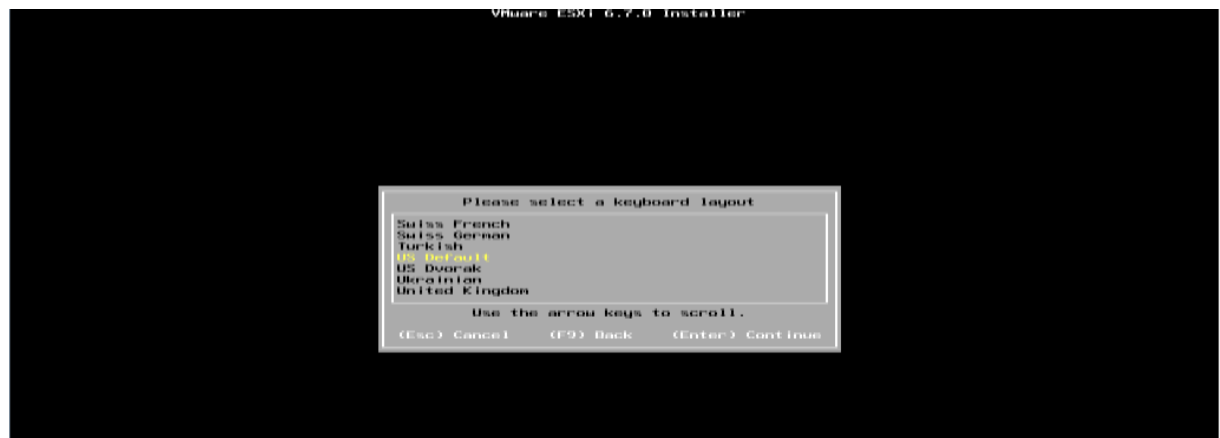 VMware ESXi 6.7.0 Installer
Please select a keyboard layout
Swiss French
Swiss German
Turkish
US Default
US Dvorak
Ukrainian
United Kingdom
Use the arrow keys to scroll.
(Esc) Cancel (F9) Back (Enter) Continue